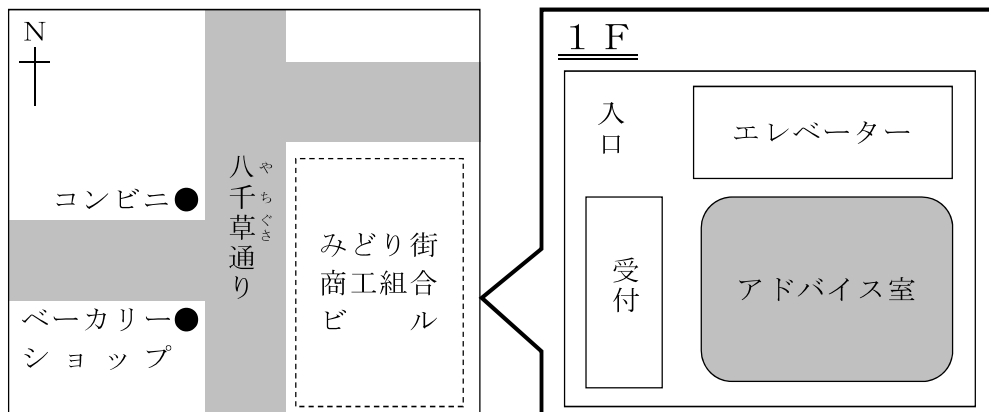 N
コンビニ
ベーカリー
ショップ
八千草通り
やちぐさ
みどり街
商工組合
ビル
1F
入口
エレベーター
受付
アドバイス室